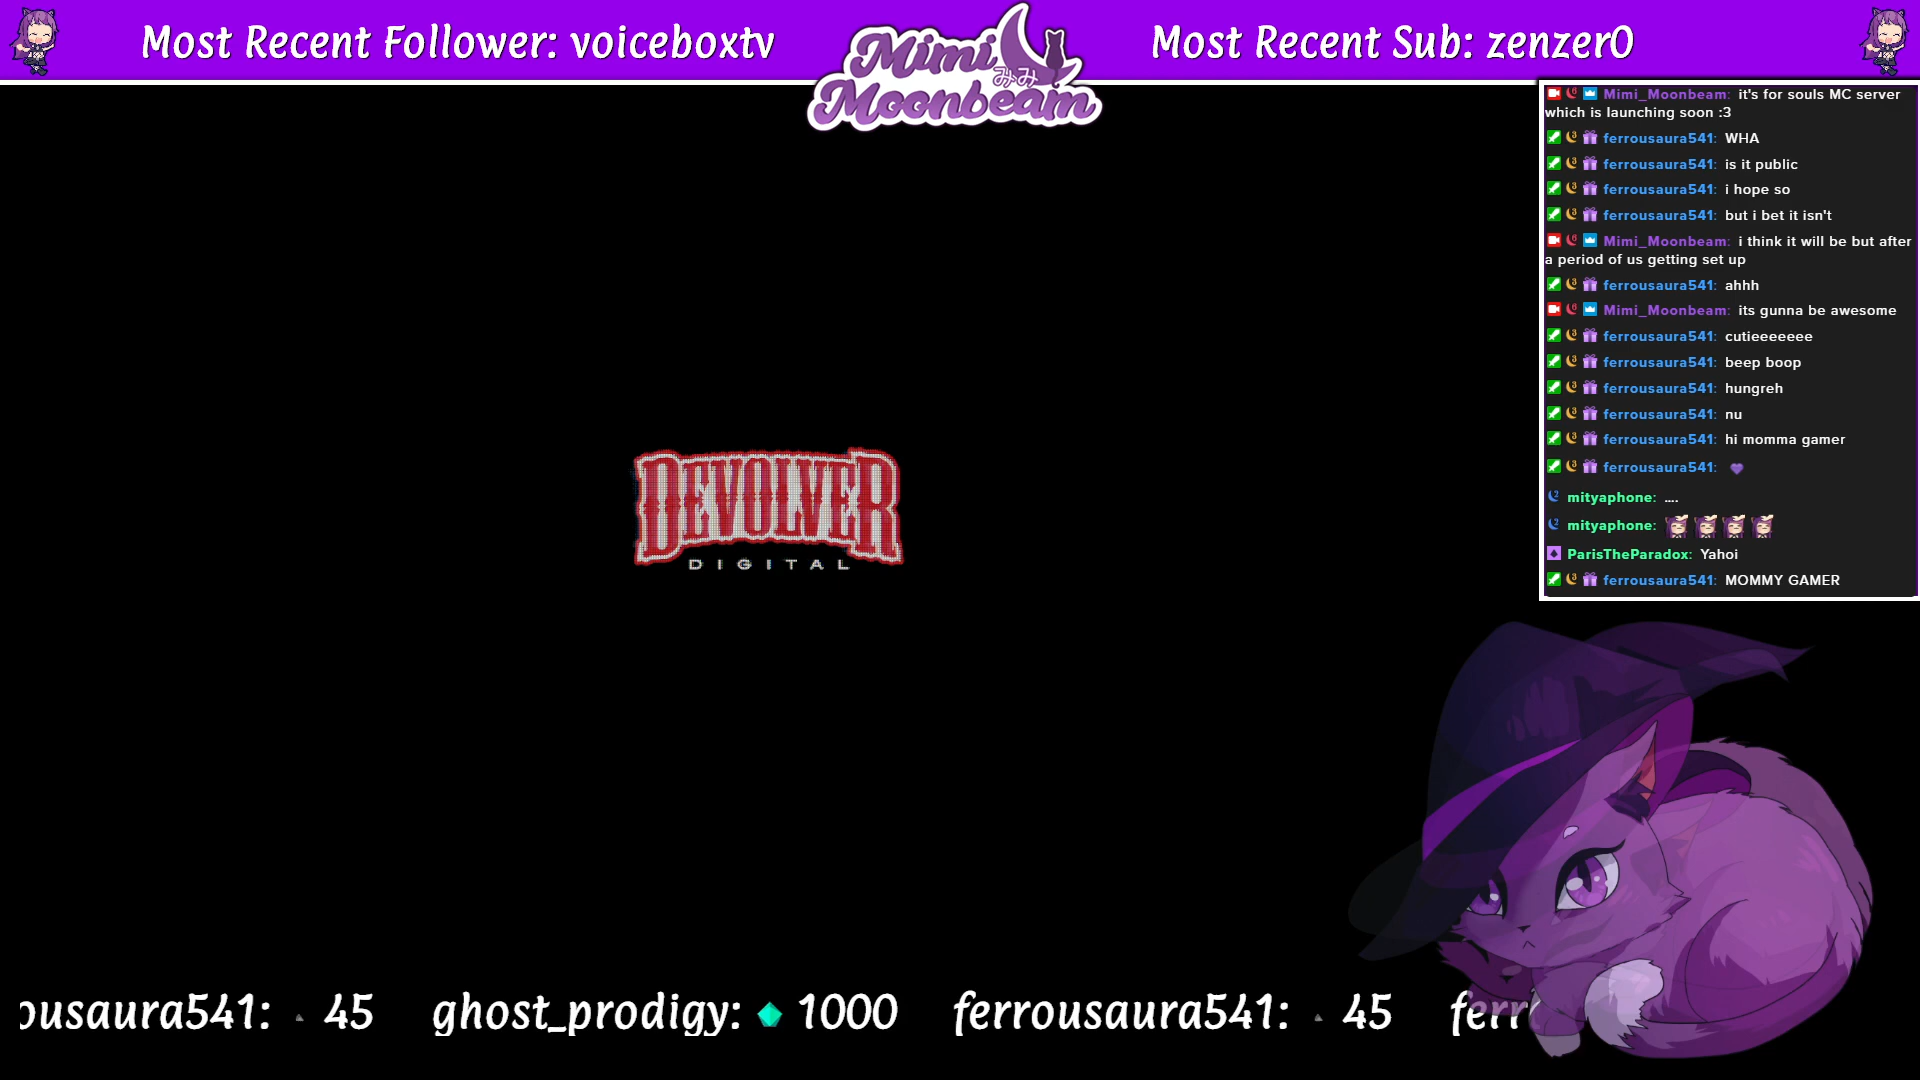 Most Recent Follower: voiceboxtv
Mimi
みみ
Moonbeam
Most Recent Sub: zenzer0
Mimi_Moonbeam: it's for souls MC server
which is launching soon :3
ferrousaura541: WHA
ferrousaura541: is it public
ferrousaura541: i hope so
ferrousaura541: but i bet it isn't
Mimi_Moonbeam: i think it will be but after
a period of us getting set up
ferrousaura541: ahhh
Mimi_Moonbeam: its gunna be awesome
ferrousaura541: cutieeeeeee
ferrousaura541: beep boop
ferrousaura541: hungreh
ferrousaura541: nu
ferrousaura541: hi momma gamer
ferrousaura541:
mityaphone: ....
mityaphone:
ParisTheParadox: Yahoi
ferrousaura541: MOMMY GAMER
DEVOLVER
DIGITAL
ousaura541: 45 ghost_prodigy: 1000 ferrousaura541: 45 ferr